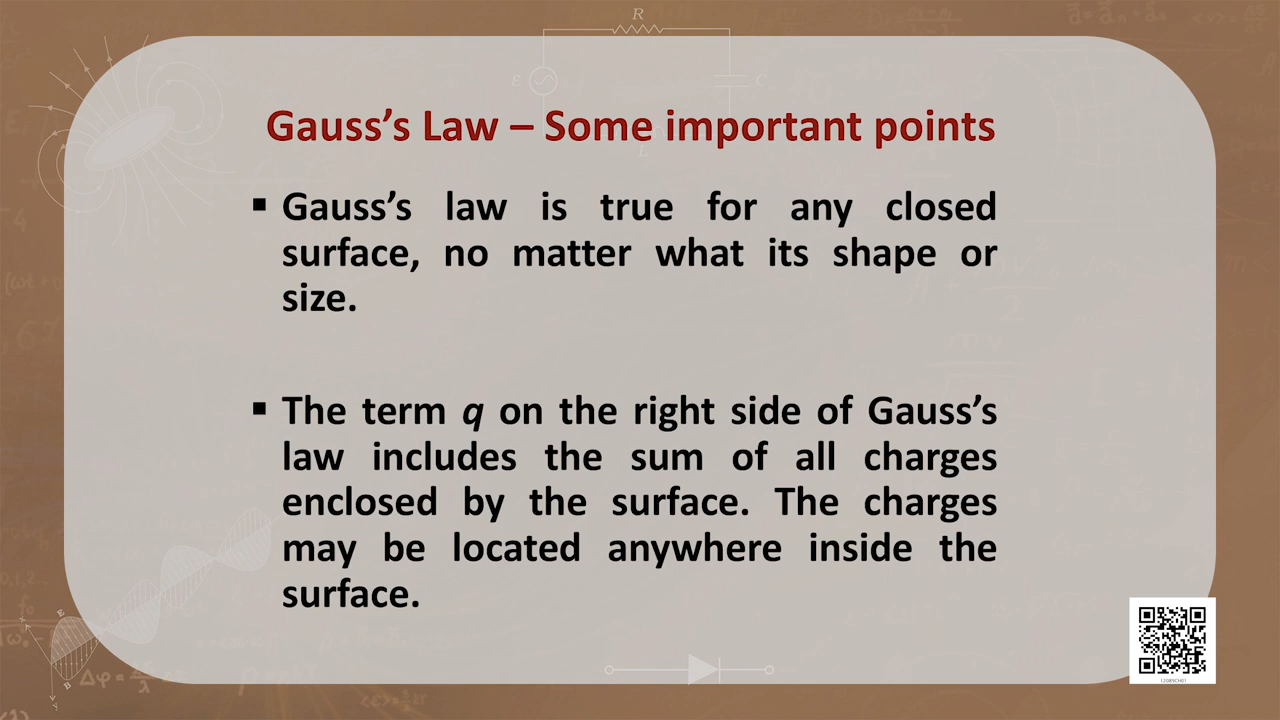 R
ε
C
L
Gauss’s Law – Some important points
▪ Gauss’s law is true for any closed
surface, no matter what its shape or
size.
▪ The term q on the right side of Gauss’s
law includes the sum of all charges
enclosed by the surface. The charges
may be located anywhere inside the
surface.
E
B
Δφ =